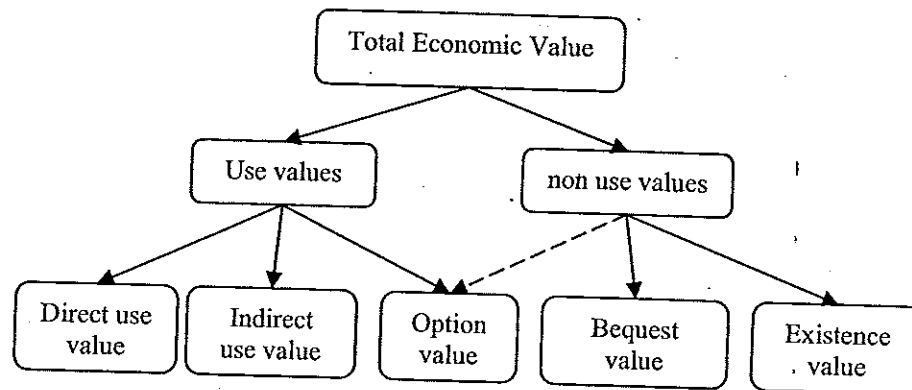 Total Economic Value
Use values
non use values
Direct use
value
Indirect
use value
Option
value
Bequest
value
Existence
value